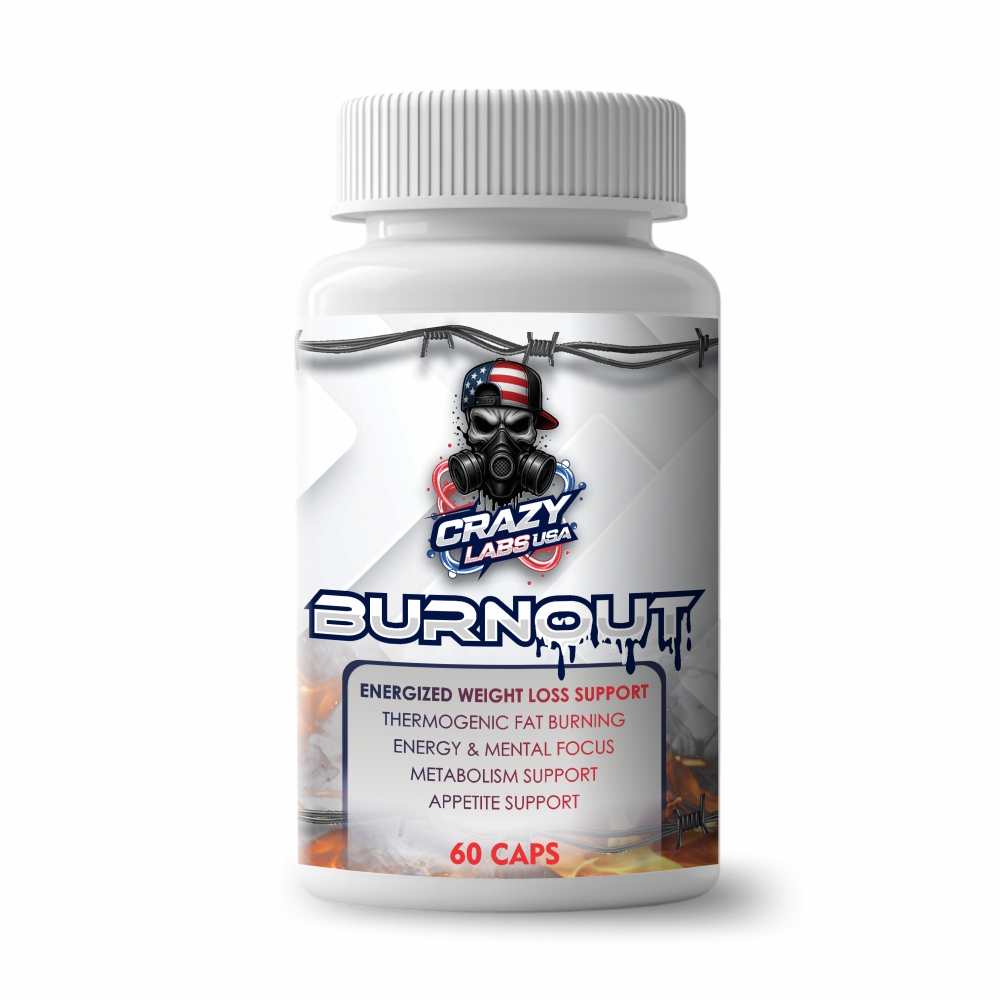 CRAZY
LABS USA
BURNOUT
ENERGIZED WEIGHT LOSS SUPPORT
THERMOGENIC FAT BURNING
ENERGY & MENTAL FOCUS
METABOLISM SUPPORT
APPETITE SUPPORT
60 CAPS